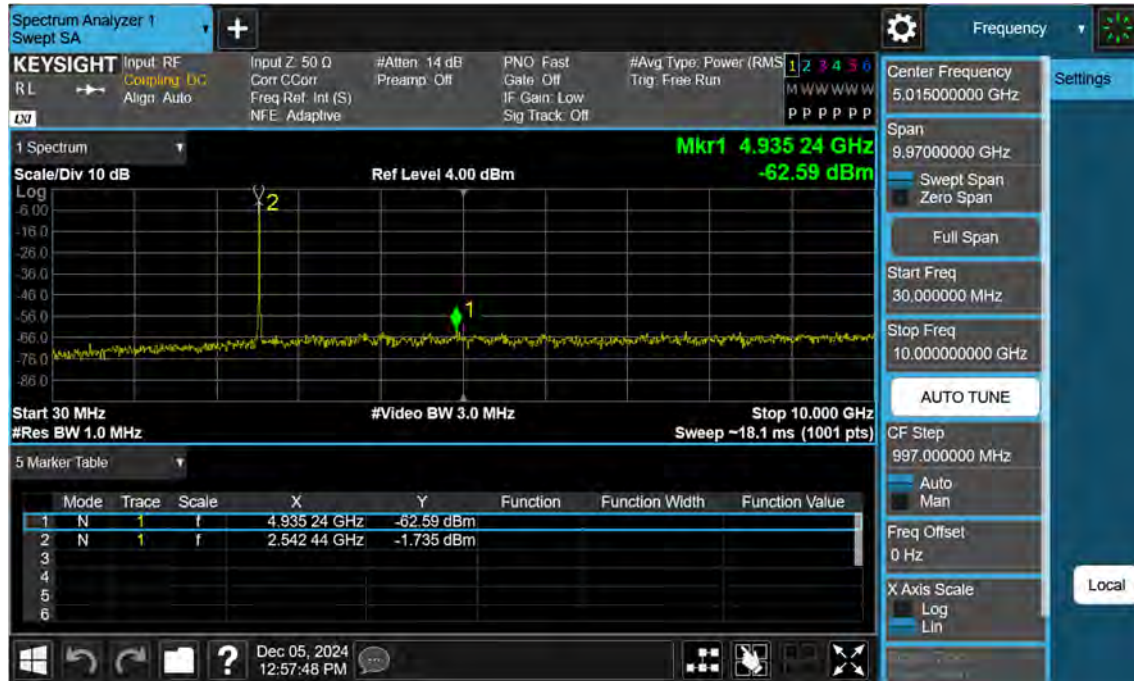 Spectrum Analyzer 1
Swept SA
+
Frequency
KEYSIGHT
RL
LXI
Input: RF
Coupling: DC
Align: Auto
Input Z: 50 Ω
Corr CCorr
Freq Ref: Int (S)
NFE: Adaptive
#Atten: 14 dB
Preamp: Off
PNO: Fast
Gate: Off
IF Gain: Low
Sig Track: Off
#Avg Type: Power (RMS
Trig: Free Run
1 2 3 4 5 6
M W W W W W
P P P P P P
1 Spectrum
Scale/Div 10 dB
Ref Level 4.00 dBm
Mkr1 4.935 24 GHz
-62.59 dBm
Log
-6.00
-16.0
-26.0
-36.0
-46.0
-56.0
-66.0
-76.0
-86.0
2
1
Start 30 MHz
#Res BW 1.0 MHz
#Video BW 3.0 MHz
Stop 10.000 GHz
Sweep ~18.1 ms (1001 pts)
5 Marker Table
Mode Trace Scale X Y Function Function Width Function Value
1 N 1 f 4.935 24 GHz -62.59 dBm
2 N 1 f 2.542 44 GHz -1.735 dBm
3
4
5
6
?
Dec 05, 2024
12:57:48 PM
Settings
Center Frequency
5.015000000 GHz
Span
9.97000000 GHz
Swept Span
Zero Span
Full Span
Start Freq
30.000000 MHz
Stop Freq
10.000000000 GHz
AUTO TUNE
CF Step
997.000000 MHz
Auto
Man
Freq Offset
0 Hz
X Axis Scale
Log
Lin
Local